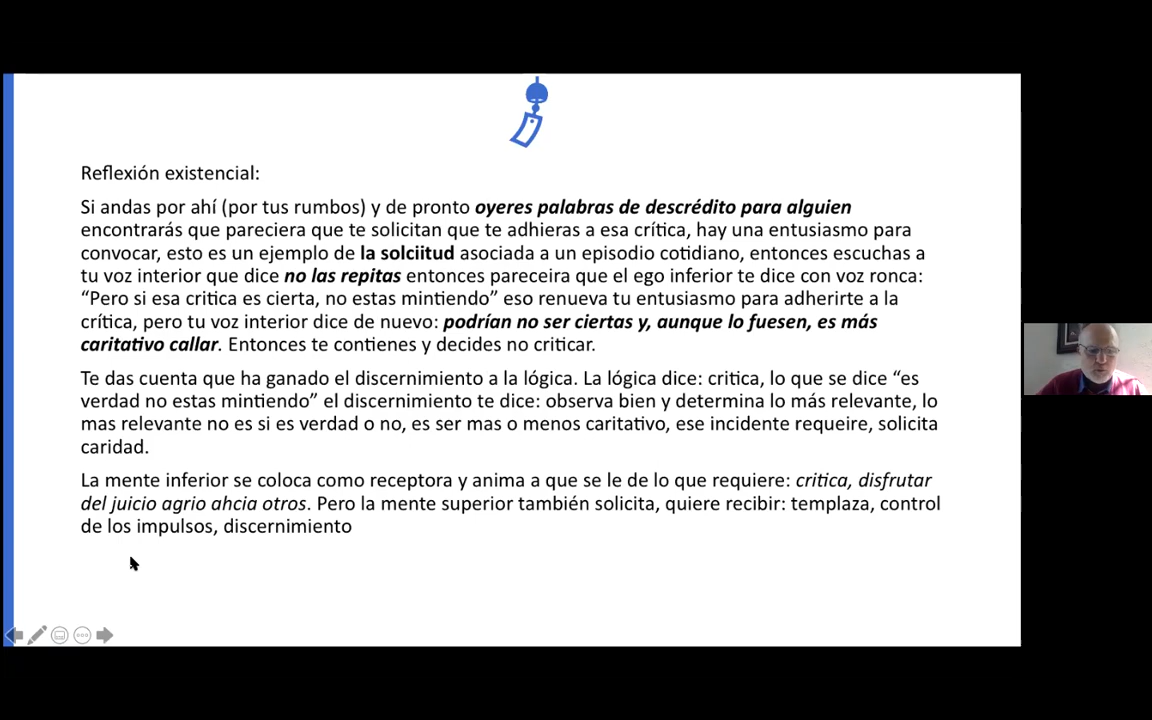 Reflexión existencial:
Si andas por ahí (por tus rumbos) y de pronto oyeres palabras de descrédito para alguien
encontrarás que pareciera que te solicitan que te adhieras a esa crítica, hay una entusiasmo para
convocar, esto es un ejemplo de la solciitud asociada a un episodio cotidiano, entonces escuchas a
tu voz interior que dice no las repitas entonces pareceira que el ego inferior te dice con voz ronca:
“Pero si esa critica es cierta, no estas mintiendo” eso renueva tu entusiasmo para adherirte a la
crítica, pero tu voz interior dice de nuevo: podrían no ser ciertas y, aunque lo fuesen, es más
caritativo callar. Entonces te contienes y decides no criticar.
Te das cuenta que ha ganado el discernimiento a la lógica. La lógica dice: critica, lo que se dice “es
verdad no estas mintiendo” el discernimiento te dice: observa bien y determina lo más relevante, lo
mas relevante no es si es verdad o no, es ser mas o menos caritativo, ese incidente requeire, solicita
caridad.
La mente inferior se coloca como receptora y anima a que se le de lo que requiere: critica, disfrutar
del juicio agrio ahcia otros. Pero la mente superior también solicita, quiere recibir: templaza, control
de los impulsos, discernimiento